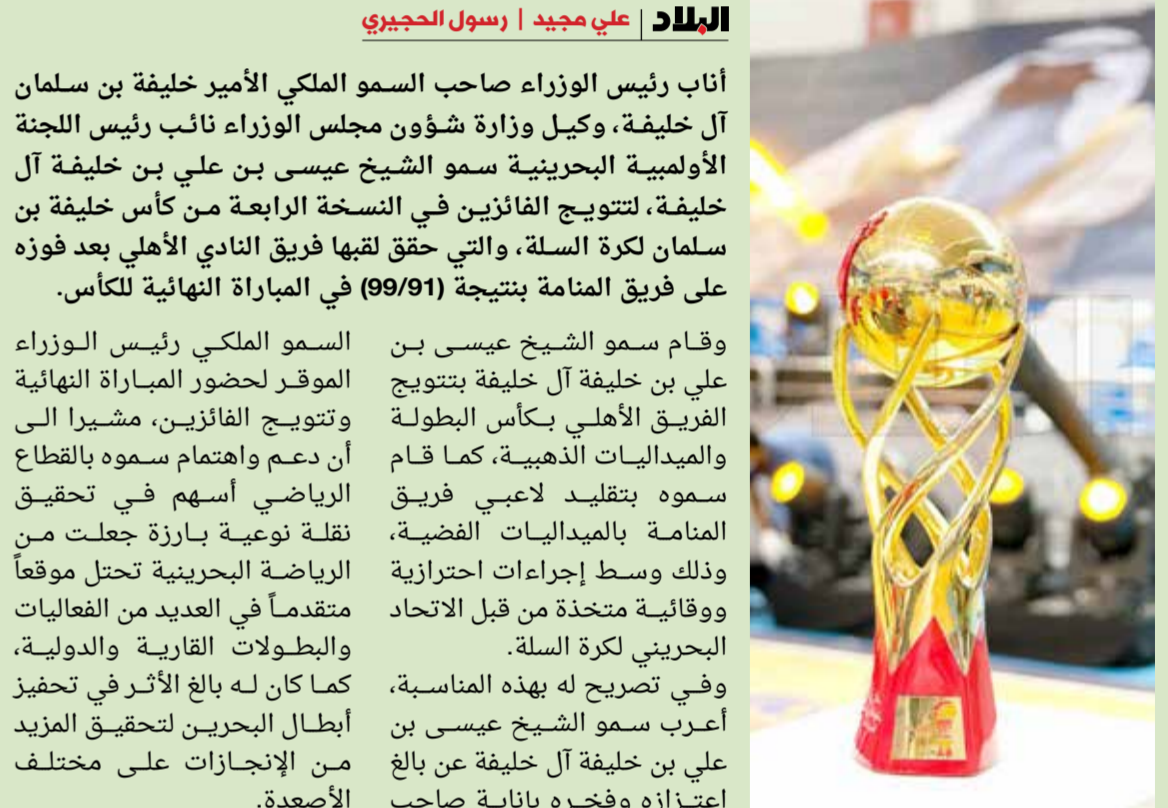 البلاد | علي مجيد | رسول الحجيري
أناب رئيس الوزراء صاحب السمو الملكي الأمير خليفة بن سلمان
آل خليفة، وكيل وزارة شؤون مجلس الوزراء نائب رئيس اللجنة
الأولمبية البحرينية سمو الشيخ عيسى بن علي بن خليفة آل
خليفة، لتتويج الفائزين في النسخة الرابعة من كأس خليفة بن
سلمان لكرة السلة، والتي حقق لقبها فريق النادي الأهلي بعد فوزه
على فريق المنامة بنتيجة (99/91) في المباراة النهائية للكأس.
وقام سمو الشيخ عيسى بن
علي بن خليفة آل خليفة بتتويج
الفريق الأهلي بكأس البطولة
والميداليات الذهبية، كما قام
سموه بتقليد لاعبي فريق
المنامة بالميداليات الفضية،
وذلك وسط إجراءات احترازية
ووقائية متخذة من قبل الاتحاد
البحريني لكرة السلة.
وفي تصريح له بهذه المناسبة،
أعرب سمو الشيخ عيسى بن
علي بن خليفة آل خليفة عن بالغ
اعتزازه وفخره بإنابة صاحب
السمو الملكي رئيس الوزراء
الموقر لحضور المباراة النهائية
وتتويج الفائزين، مشيرا الى
أن دعم واهتمام سموه بالقطاع
الرياضي أسهم في تحقيق
نقلة نوعية بارزة جعلت من
الرياضة البحرينية تحتل موقعاً
متقدماً في العديد من الفعاليات
والبطولات القارية والدولية،
كما كان له بالغ الأثر في تحفيز
أبطال البحرين لتحقيق المزيد
من الإنجازات على مختلف
الأصعدة.